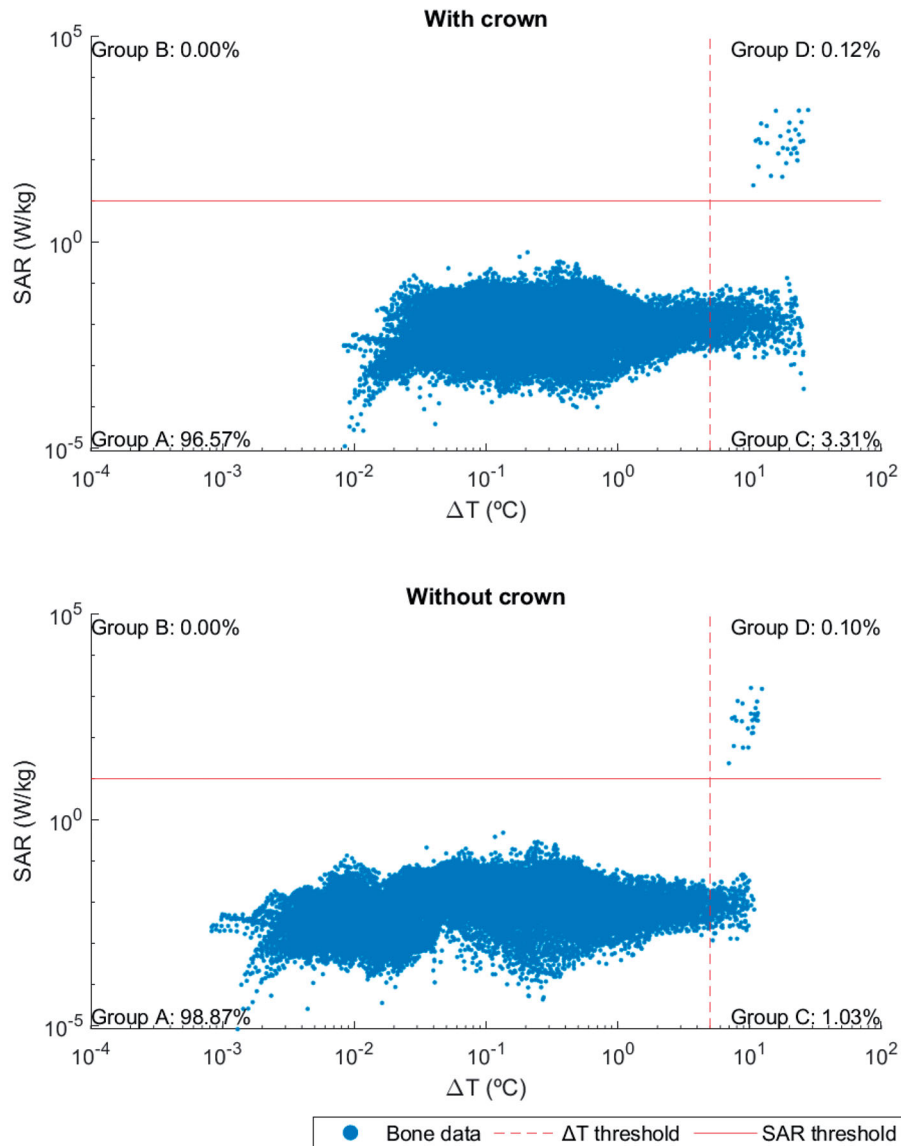 With crown
10^5
Group B: 0.00%
Group D: 0.12%
SAR (W/kg)
10^0
10^-5
Group A: 96.57%
Group C: 3.31%
10^-4 10^-3 10^-2 10^-1 10^0 10^1 10^2
ΔT (ºC)
Without crown
10^5
Group B: 0.00%
Group D: 0.10%
SAR (W/kg)
10^0
10^-5
Group A: 98.87%
Group C: 1.03%
10^-4 10^-3 10^-2 10^-1 10^0 10^1 10^2
ΔT (ºC)
Bone data ΔT threshold SAR threshold